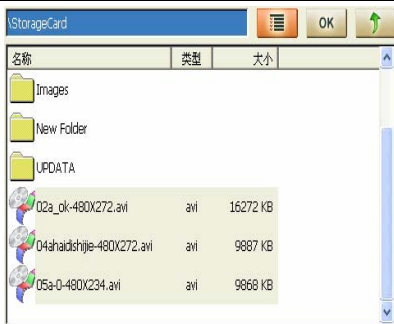 \StorageCard OK
名称 类型 大小
Images
New Folder
UPDATA
02a_ok-480X272.avi avi 16272 KB
04ahaidishijie-480X272.avi avi 9887 KB
05a-0-480X234.avi avi 9868 KB